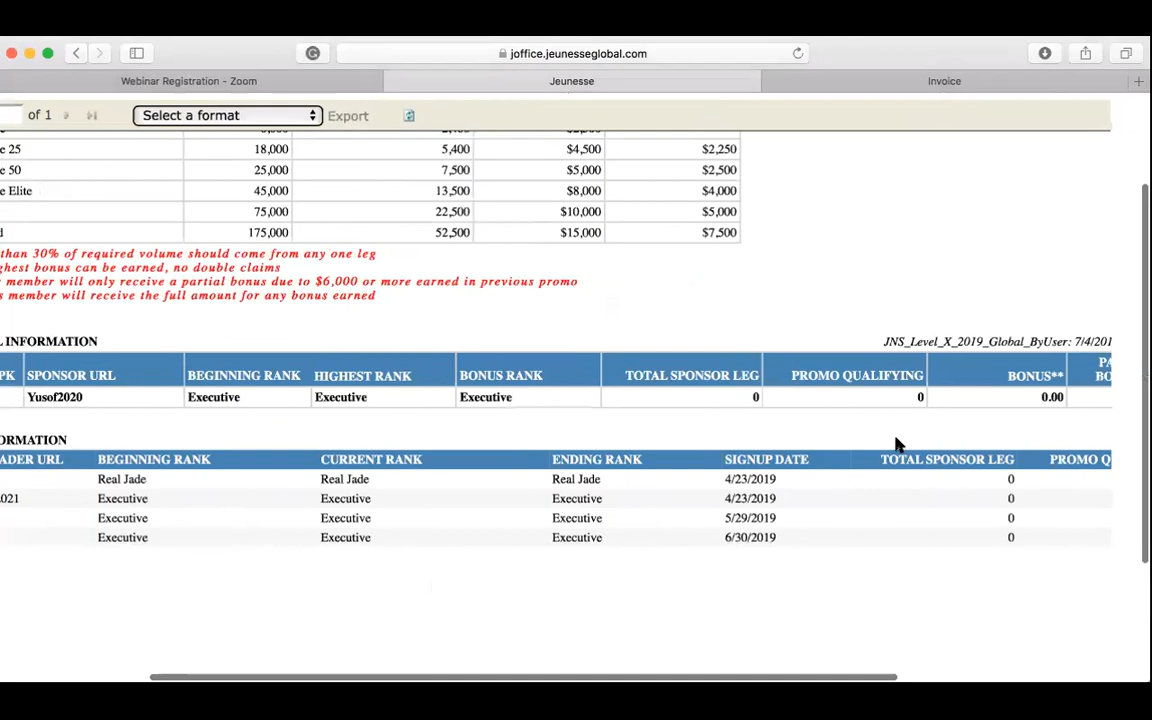 joffice.jeunesseglobal.com
Webinar Registration - Zoom Jeunesse Invoice
of 1 Select a format Export
e 25 18,000 5,400 $4,500 $2,250
e 50 25,000 7,500 $5,000 $2,500
e Elite 45,000 13,500 $8,000 $4,000
75,000 22,500 $10,000 $5,000
d 175,000 52,500 $15,000 $7,500
than 30% of required volume should come from any one leg
ghest bonus can be earned, no double claims
member will only receive a partial bonus due to $6,000 or more earned in previous promo
s member will receive the full amount for any bonus earned
L INFORMATION JNS_Level_X_2019_Global_ByUser: 7/4/201
PK SPONSOR URL BEGINNING RANK HIGHEST RANK BONUS RANK TOTAL SPONSOR LEG PROMO QUALIFYING BONUS** PA
BO
Yusof2020 Executive Executive Executive 0 0 0.00
ORMATION
ADER URL BEGINNING RANK CURRENT RANK ENDING RANK SIGNUP DATE TOTAL SPONSOR LEG PROMO Q
Real Jade Real Jade Real Jade 4/23/2019 0
2021 Executive Executive Executive 4/23/2019 0
Executive Executive Executive 5/29/2019 0
Executive Executive Executive 6/30/2019 0